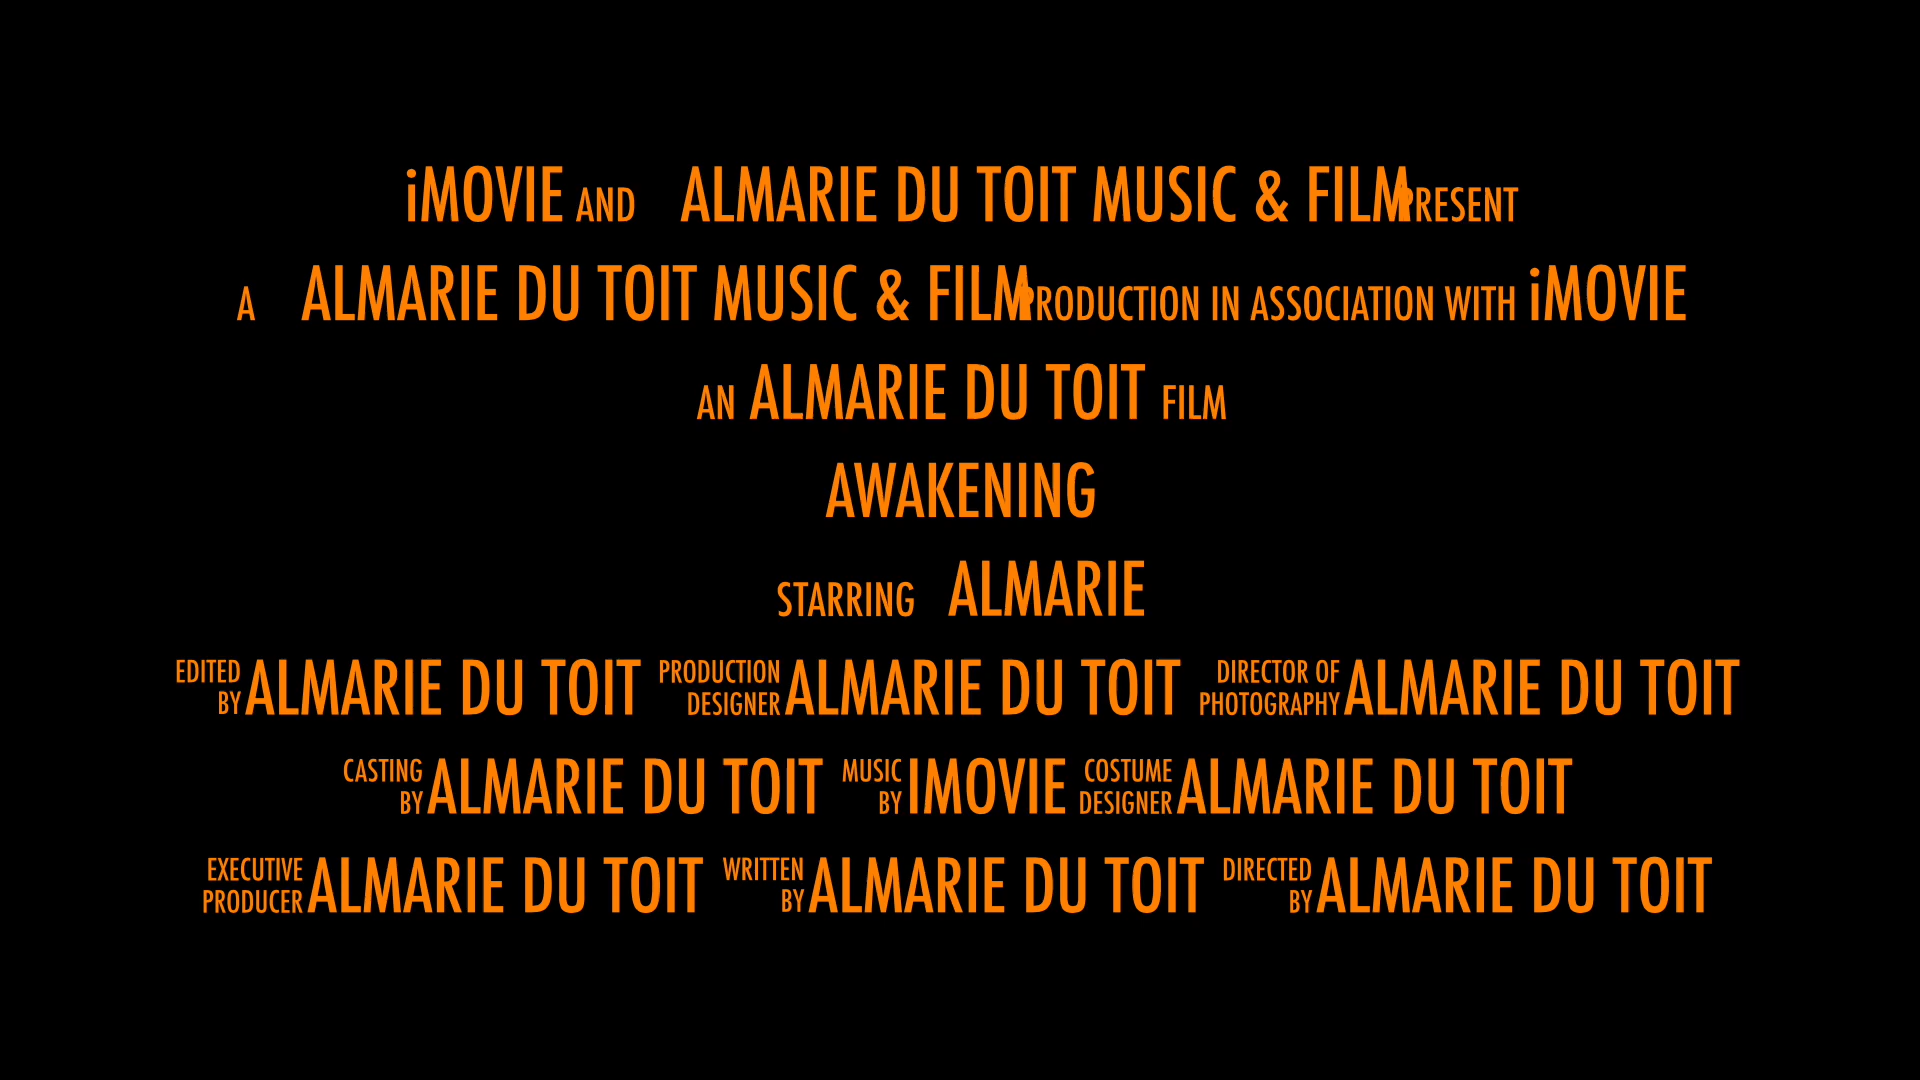 iMOVIE AND ALMARIE DU TOIT MUSIC & FILM PRESENT
A ALMARIE DU TOIT MUSIC & FILM PRODUCTION IN ASSOCIATION WITH iMOVIE
AN ALMARIE DU TOIT FILM
AWAKENING
STARRING ALMARIE
EDITED BY ALMARIE DU TOIT PRODUCTION DESIGNER ALMARIE DU TOIT DIRECTOR OF PHOTOGRAPHY ALMARIE DU TOIT
CASTING BY ALMARIE DU TOIT MUSIC BY IMOVIE COSTUME DESIGNER ALMARIE DU TOIT
EXECUTIVE PRODUCER ALMARIE DU TOIT WRITTEN BY ALMARIE DU TOIT DIRECTED BY ALMARIE DU TOIT